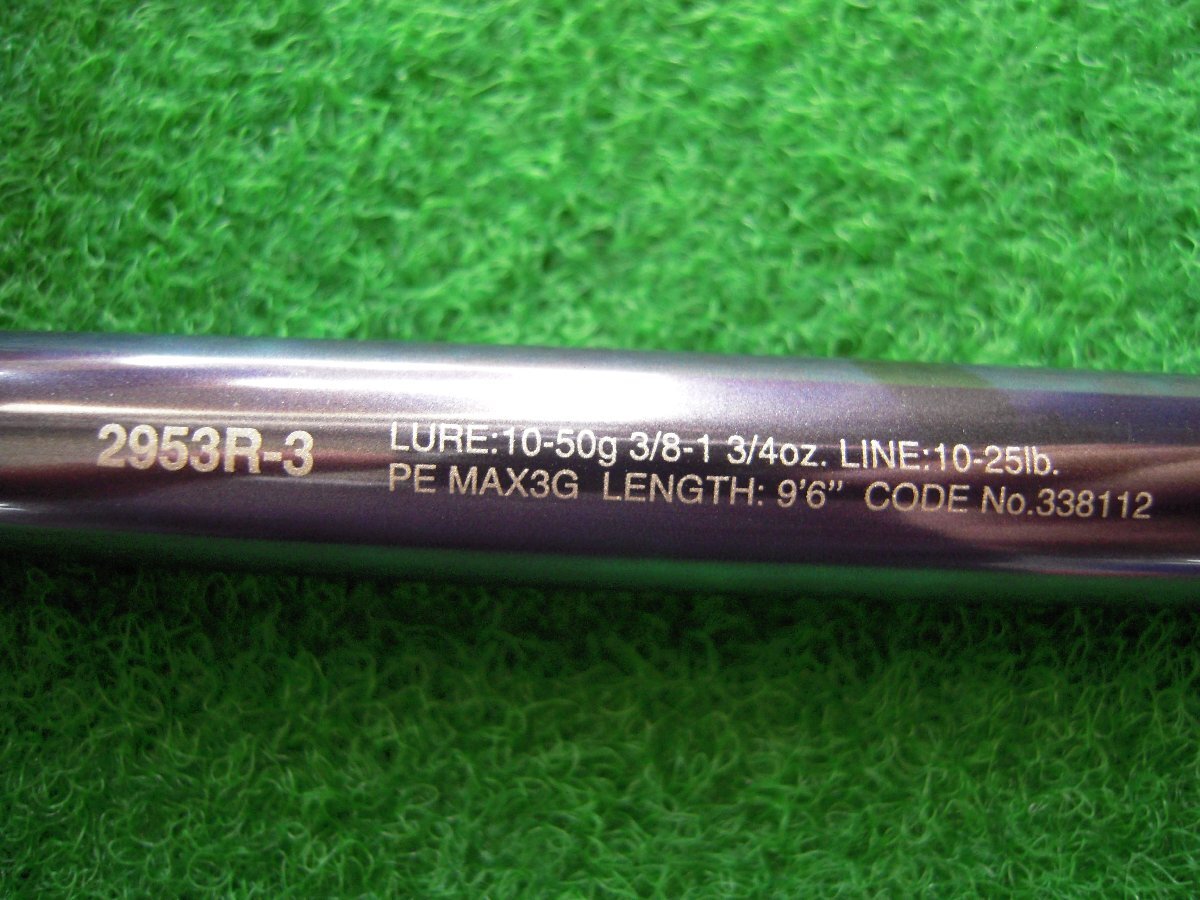 2953R-3
LURE:10-50g 3/8-1 3/4oz. LINE:10-25lb.
PE MAX3G LENGTH: 9'6” CODE No.338112